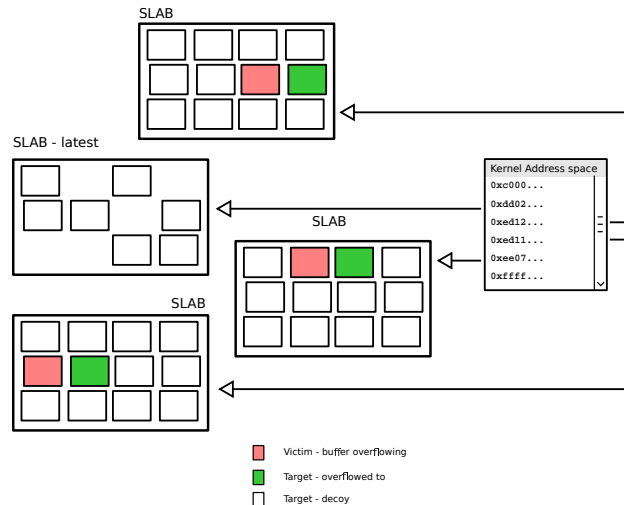 SLAB
SLAB - latest
Kernel Address space
0xc000...
0xdd02...
0xed12...
0xed11...
0xee07...
0xffff...
SLAB
SLAB
Victim - buffer overflowing
Target - overflowed to
Target - decoy